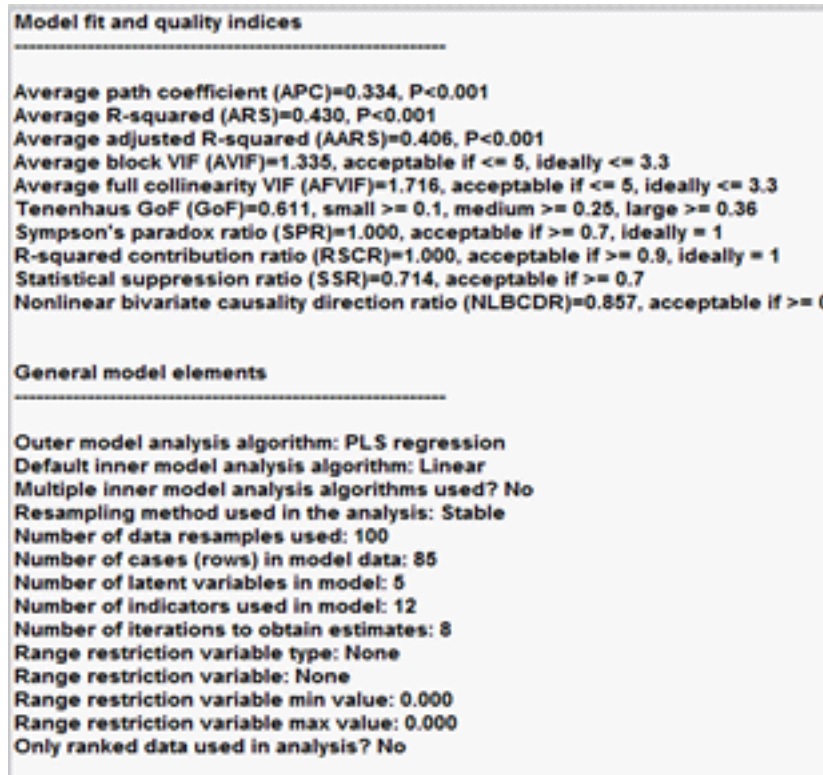 Model fit and quality indices
------------------------------------------------------------
Average path coefficient (APC)=0.334, P<0.001
Average R-squared (ARS)=0.430, P<0.001
Average adjusted R-squared (AARS)=0.406, P<0.001
Average block VIF (AVIF)=1.335, acceptable if <= 5, ideally <= 3.3
Average full collinearity VIF (AFVIF)=1.716, acceptable if <= 5, ideally <= 3.3
Tenenhaus GoF (GoF)=0.611, small >= 0.1, medium >= 0.25, large >= 0.36
Sympson's paradox ratio (SPR)=1.000, acceptable if >= 0.7, ideally = 1
R-squared contribution ratio (RSCR)=1.000, acceptable if >= 0.9, ideally = 1
Statistical suppression ratio (SSR)=0.714, acceptable if >= 0.7
Nonlinear bivariate causality direction ratio (NLBCDR)=0.857, acceptable if >=
General model elements
------------------------------------------------------------
Outer model analysis algorithm: PLS regression
Default inner model analysis algorithm: Linear
Multiple inner model analysis algorithms used? No
Resampling method used in the analysis: Stable
Number of data resamples used: 100
Number of cases (rows) in model data: 85
Number of latent variables in model: 5
Number of indicators used in model: 12
Number of iterations to obtain estimates: 8
Range restriction variable type: None
Range restriction variable: None
Range restriction variable min value: 0.000
Range restriction variable max value: 0.000
Only ranked data used in analysis? No